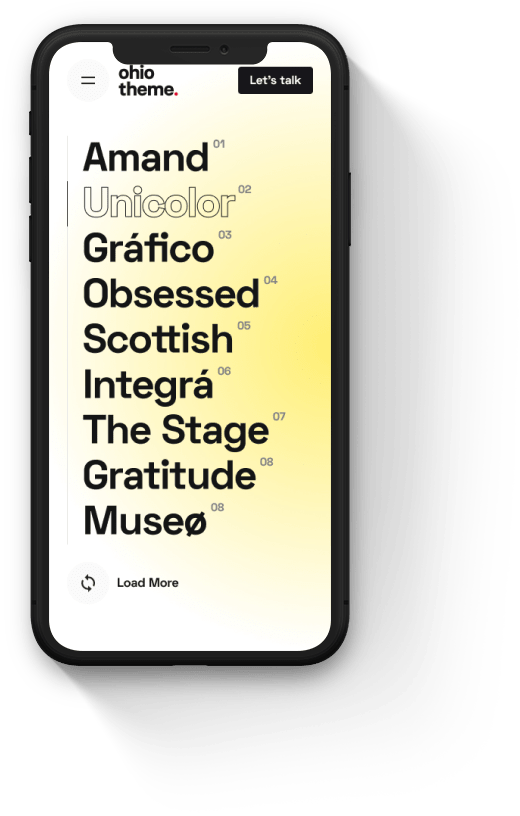 ohio
theme.
Let's talk
Amand 01
Unicolor 02
Gráfico 03
Obsessed 04
Scottish 05
Integrá 06
The Stage 07
Gratitude 08
Museø 08
Load More